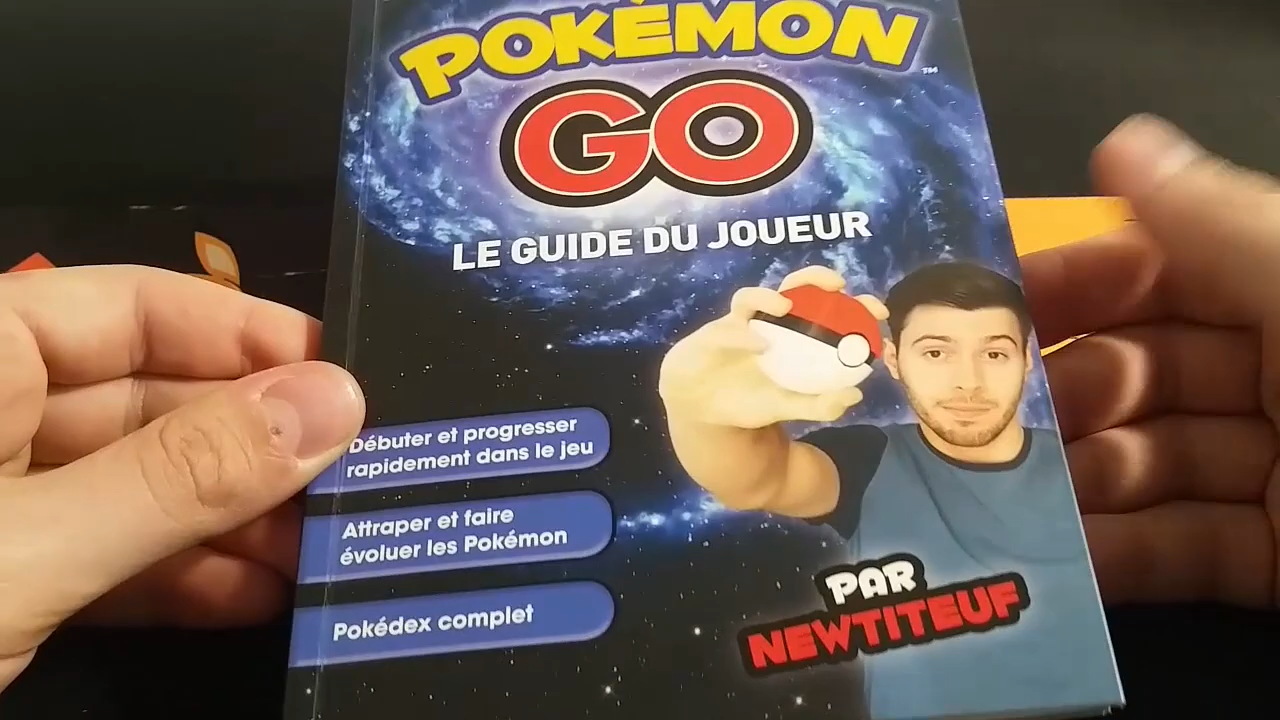 POKÉMON
GO
TM
LE GUIDE DU JOUEUR
Débuter et progresser
rapidement dans le jeu
Attraper et faire
évoluer les Pokémon
Pokédex complet
PAR
NEWTITEUF